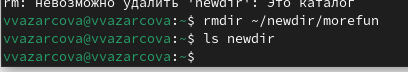 rm: невозможно удалить 'newdir': Это каталог
vvazarcova@vvazarcova:~$ rmdir ~/newdir/morefun
vvazarcova@vvazarcova:~$ ls newdir
vvazarcova@vvazarcova:~$